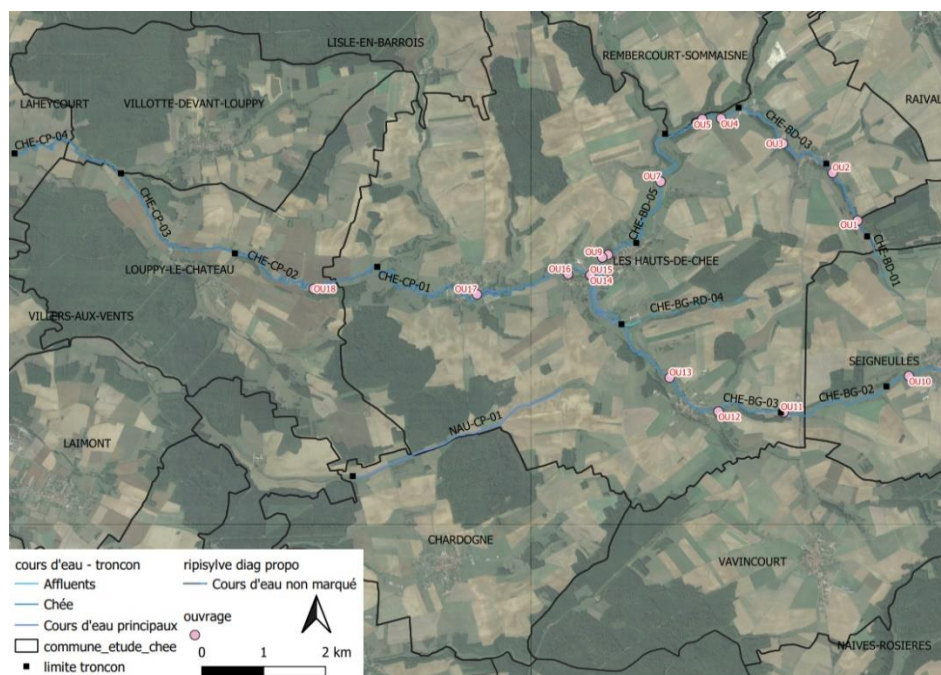 LISLE-EN-BARROIS
REMBERCOURT-SOMMAISNE
LAHEYCOURT
VILLOTTE-DEVANT-LOUPPY
RAIVAL
CHE-CP-04
OU5
OU4
CHE-BD-03
OU3
OU2
OU7
CHE-BD-05
CHE-CP-03
OU1
CHE-BD-01
LOUPPY-LE-CHATEAU
CHE-CP-02
OU18
CHE-CP-01
OU17
OU16
OU9
LES HAUTS-DE-CHEE
OU15
OU14
CHE-BG-RD-04
VILLERS-AUX-VENTS
SEIGNEULLES
OU13
OU10
CHE-BG-02
CHE-BG-03
OU12
OU11
NAU-CP-01
LAIMONT
CHARDOGNE
VAVINCOURT
NAIVES-ROSIERES
cours d'eau - troncon
Affluents
Chée
Cours d'eau principaux
commune_etude_chee
limite troncon
ripisylve diag propo
Cours d'eau non marqué
ouvrage
0 1 2 km